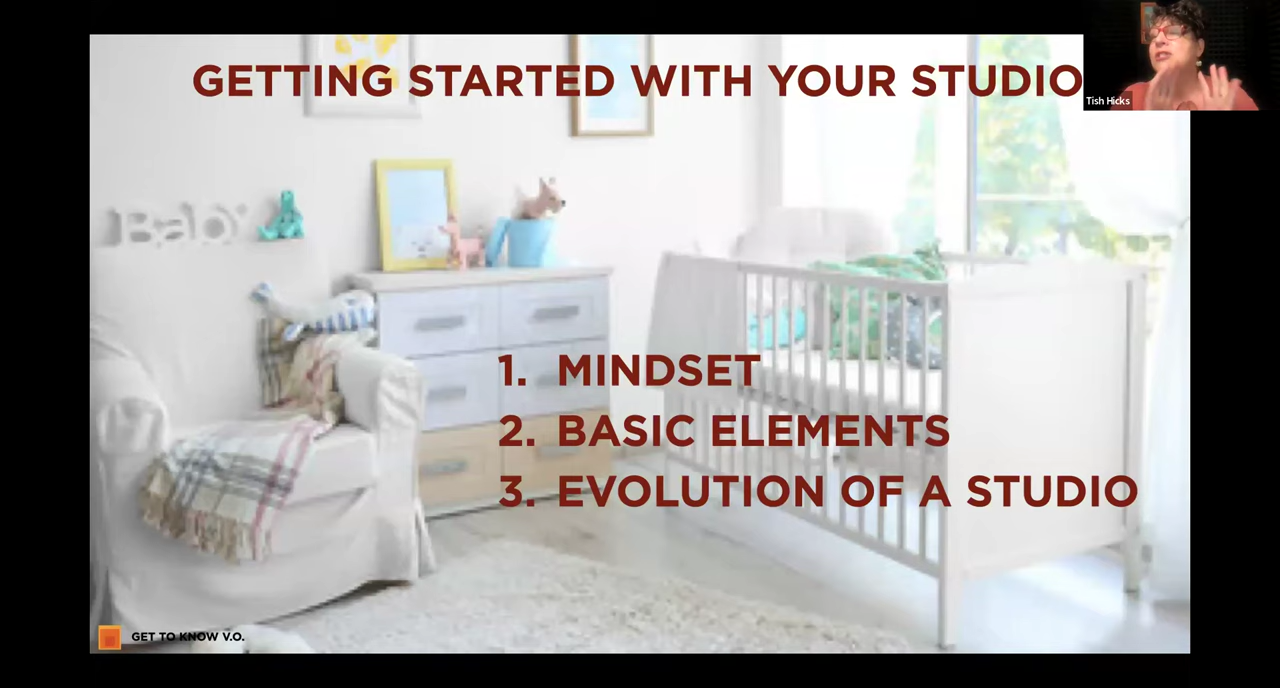 GETTING STARTED WITH YOUR STUDIO
Tish Hicks
Baby
1. MINDSET
2. BASIC ELEMENTS
3. EVOLUTION OF A STUDIO
GET TO KNOW V.O.